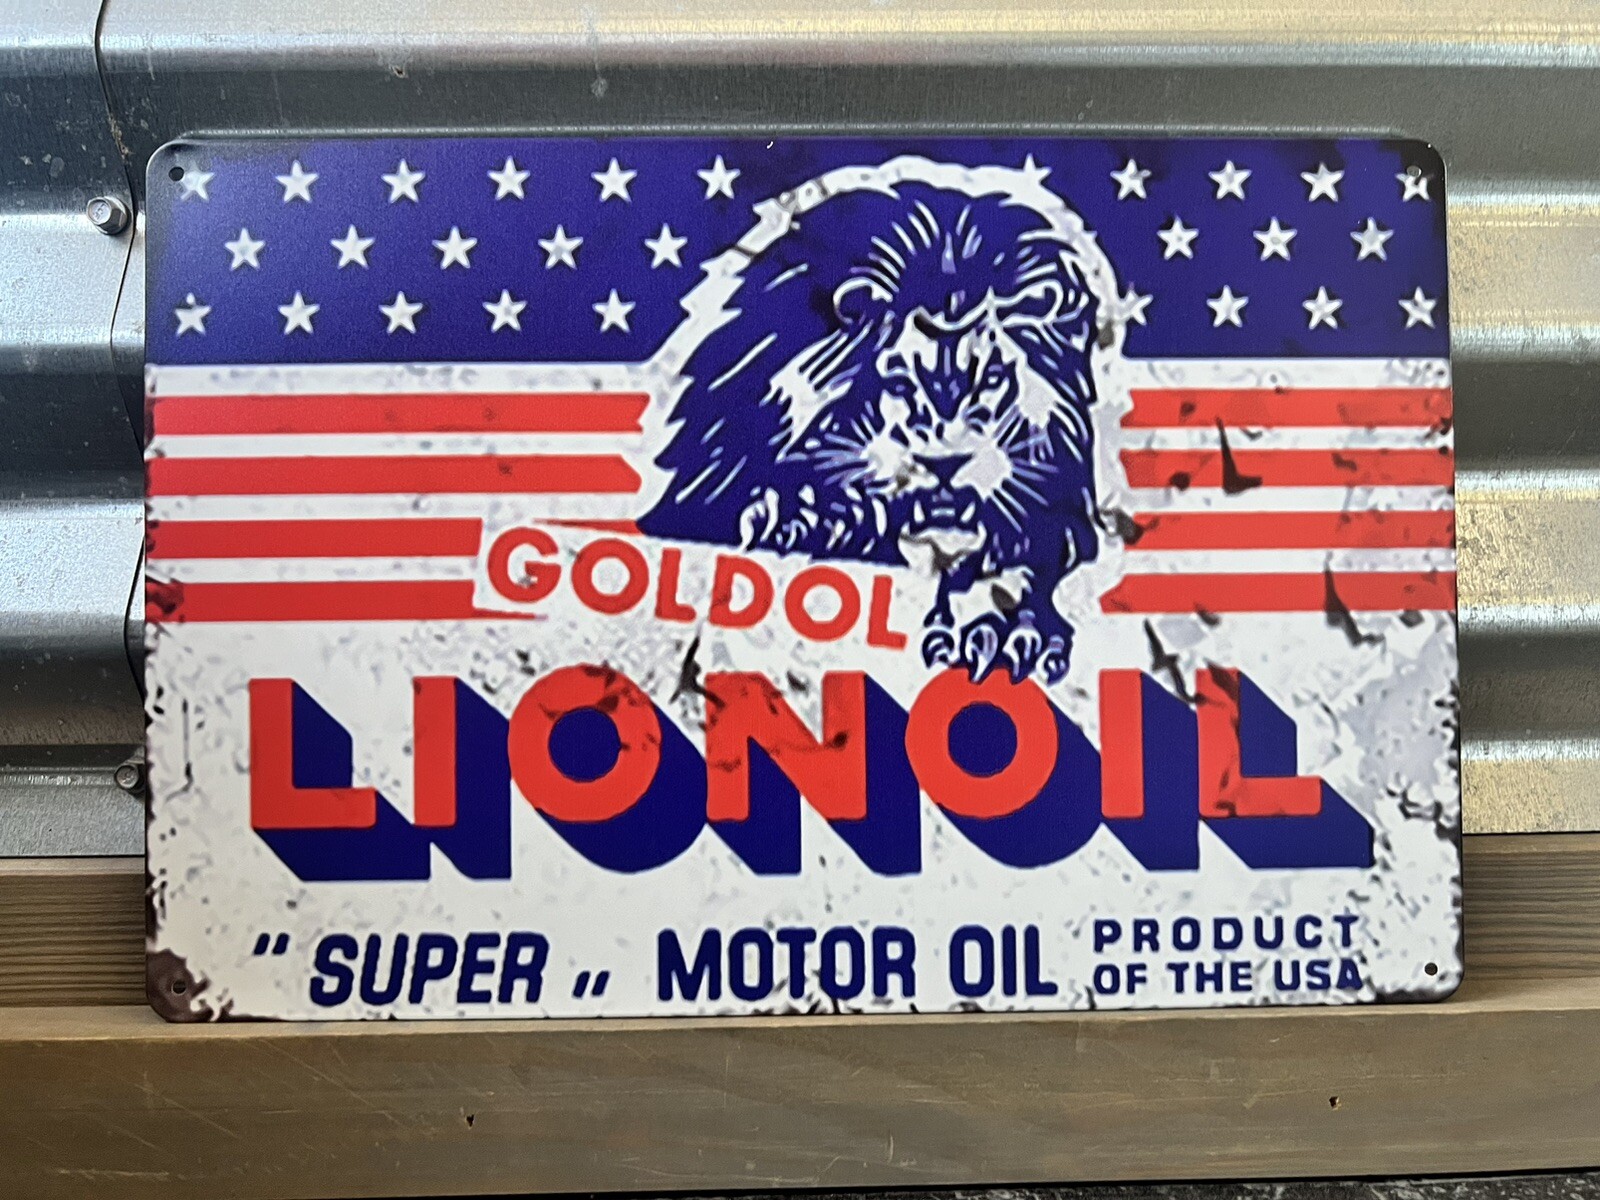 GOLDOL
LIONOIL
"SUPER„ MOTOR OIL PRODUCT
OF THE USA